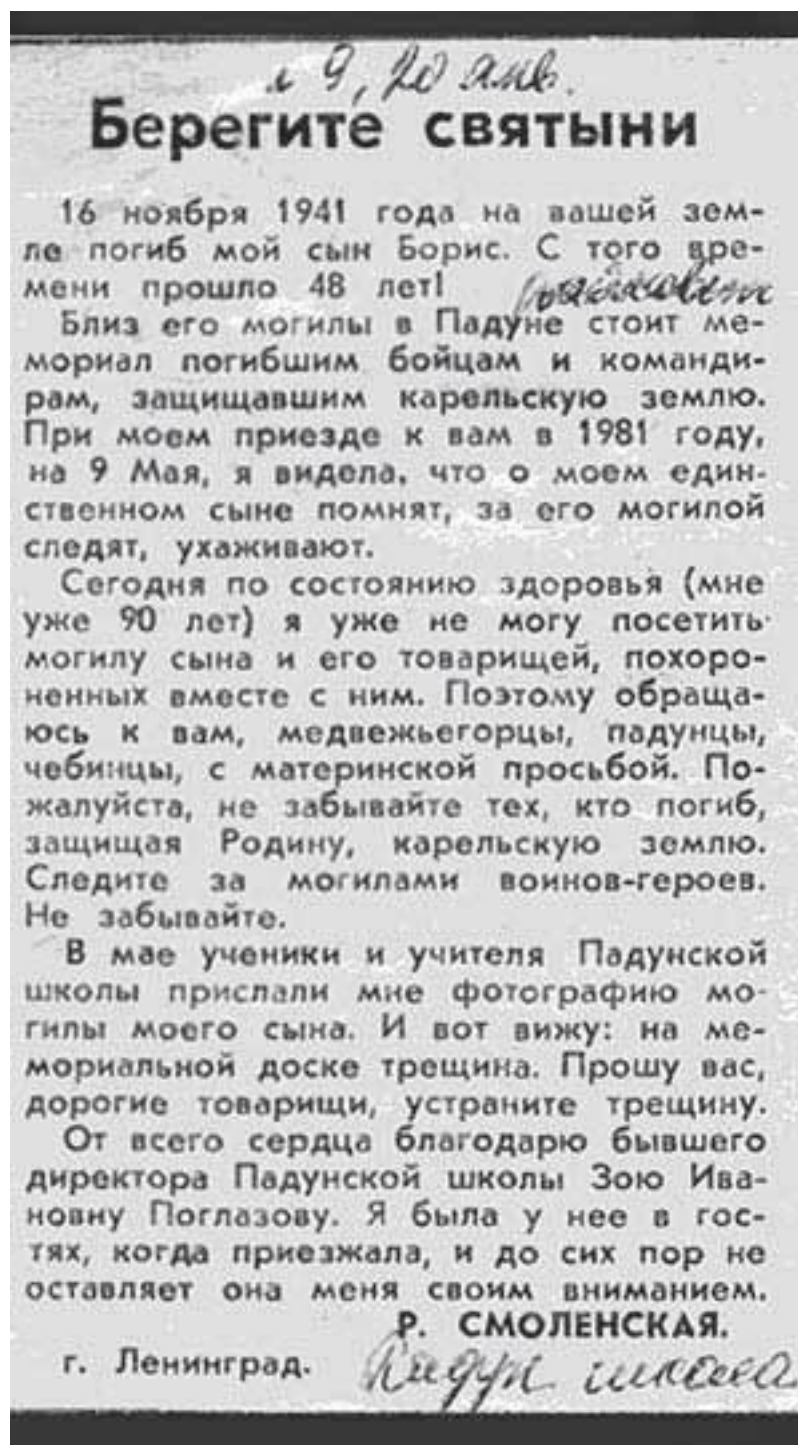 9, 20 янв.
Берегите святыни
16 ноября 1941 года на вашей зем-
ле погиб мой сын Борис. С того вре-
мени прошло 48 лет!
Близ его могилы в Падуне стоит ме-
мориал погибшим бойцам и команди-
рам, защищавшим карельскую землю.
При моем приезде к вам в 1981 году,
на 9 Мая, я видела, что о моем един-
ственном сыне помнят, за его могилой
следят, ухаживают.
Сегодня по состоянию здоровья (мне
уже 90 лет) я уже не могу посетить
могилу сына и его товарищей, похоро-
ненных вместе с ним. Поэтому обраща-
юсь к вам, медвежьегорцы, падунцы,
чебинцы, с материнской просьбой. По-
жалуйста, не забывайте тех, кто погиб,
защищая Родину, карельскую землю.
Следите за могилами воинов-героев.
Не забывайте.
В мае ученики и учителя Падунской
школы прислали мне фотографию мо-
гилы моего сына. И вот вижу: на ме-
мориальной доске трещина. Прошу вас,
дорогие товарищи, устраните трещину.
От всего сердца благодарю бывшего
директора Падунской школы Зою Ива-
новну Поглазову. Я была у нее в гос-
тях, когда приезжала, и до сих пор не
оставляет она меня своим вниманием.
Р. СМОЛЕНСКАЯ.
г. Ленинград.
Падун школа